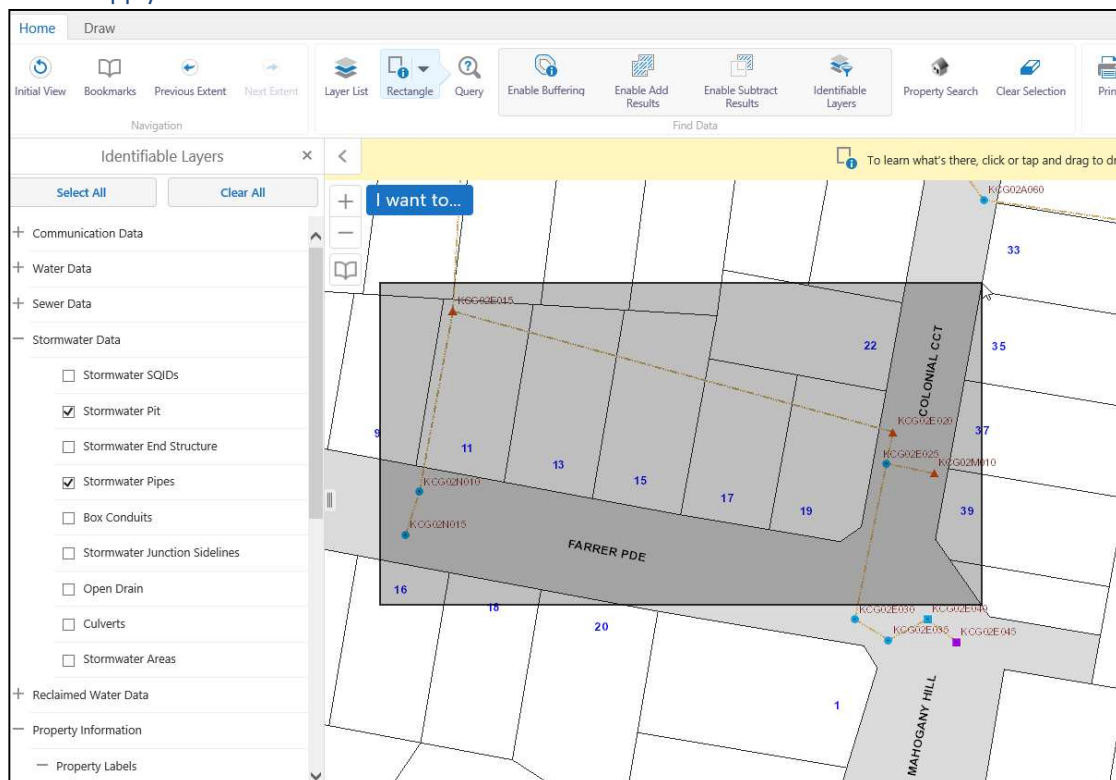 Home Draw
Initial View Bookmarks Previous Extent Next Extent Layer List Rectangle Query Enable Buffering Enable Add Results Enable Subtract Results Identifiable Layers Property Search Clear Selection
Navigation Find Data
Identifiable Layers
To learn what's there, click or tap and drag to
Select All Clear All
I want to...
Communication Data
Water Data
Sewer Data
Stormwater Data
Stormwater SQIDs
Stormwater Pit
Stormwater End Structure
Stormwater Pipes
Box Conduits
Stormwater Junction Sidelines
Open Drain
Culverts
Stormwater Areas
Reclaimed Water Data
Property Information
Property Labels
KCG02A060
33
KCG02E015
22
COLONIAL CCT
35
KCG02E020
9
11
37
KCG02E025
KCG02M010
13
KCG02N010
15
17
19
39
KCG02N015
FARRER PDE
16
18
20
KCG02E030
KCG02E040
KCG02E035
KCG02E045
1
MAHOGANY HILL